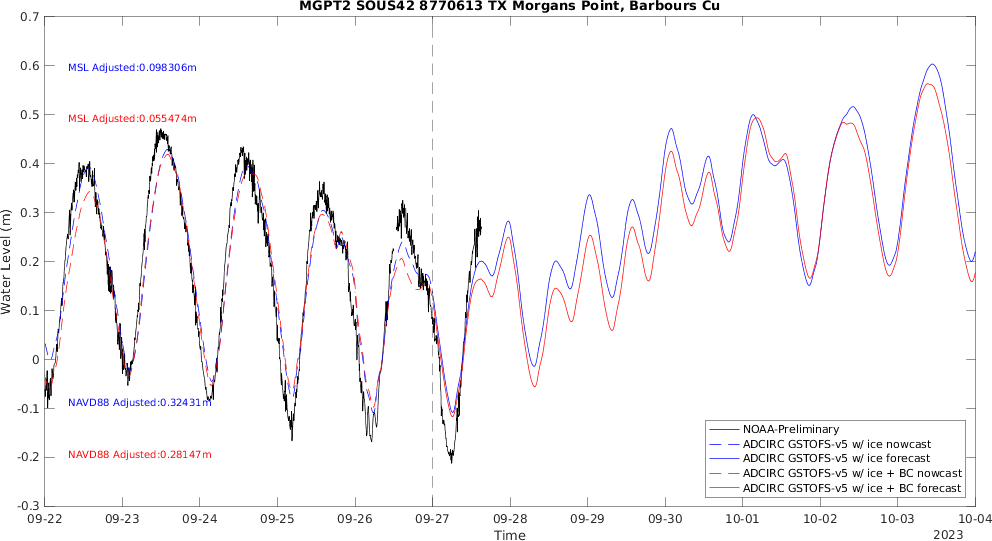 MGPT2 SOUS42 8770613 TX Morgans Point, Barbours Cu
0.7
0.6
0.5
0.4
0.3
0.2
0.1
0
-0.1
-0.2
-0.3
Water Level (m)
MSL Adjusted:0.098306m
MSL Adjusted:0.055474m
NAVD88 Adjusted:0.32431m
NAVD88 Adjusted:0.28147m
NOAA-Preliminary
ADCIRC GSTOFS-v5 w/ ice nowcast
ADCIRC GSTOFS-v5 w/ ice forecast
ADCIRC GSTOFS-v5 w/ ice + BC nowcast
ADCIRC GSTOFS-v5 w/ ice + BC forecast
09-22 09-23 09-24 09-25 09-26 09-27 09-28 09-29 09-30 10-01 10-02 10-03 10-04
Time
2023